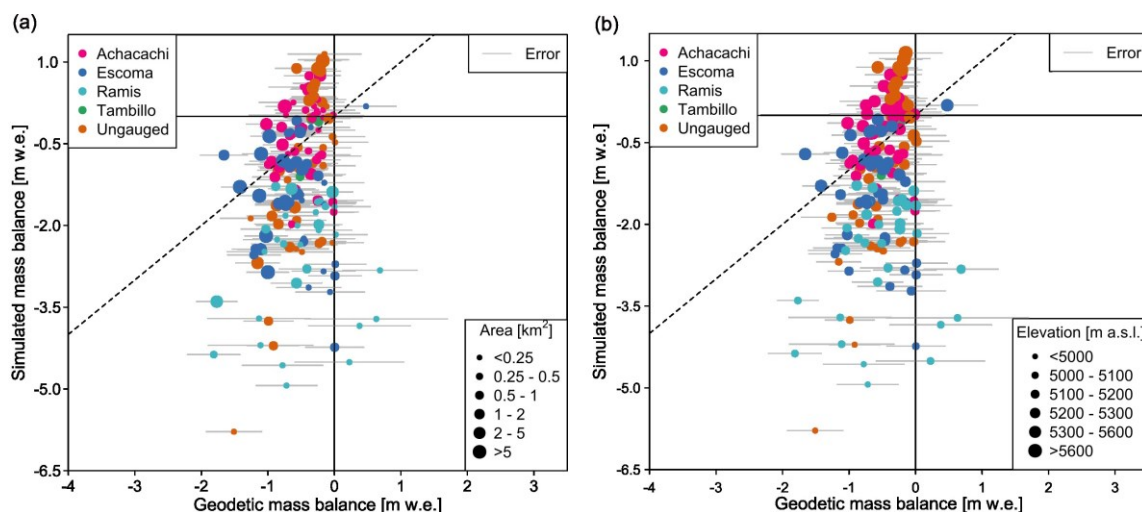 (a)
Achacachi
Escoma
Ramis
Tambillo
Ungauged
Error
1.0
-0.5
-2.0
-3.5
-5.0
-6.5
Simulated mass balance [m w.e.]
Area [km²]
<0.25
0.25 - 0.5
0.5 - 1
1 - 2
2 - 5
>5
-4 -3 -2 -1 0 1 2 3
Geodetic mass balance [m w.e.]
(b)
Achacachi
Escoma
Ramis
Tambillo
Ungauged
Error
1.0
-0.5
-2.0
-3.5
-5.0
-6.5
Simulated mass balance [m w.e.]
Elevation [m a.s.l.]
<5000
5000 - 5100
5100 - 5200
5200 - 5300
5300 - 5600
>5600
-4 -3 -2 -1 0 1 2 3
Geodetic mass balance [m w.e.]